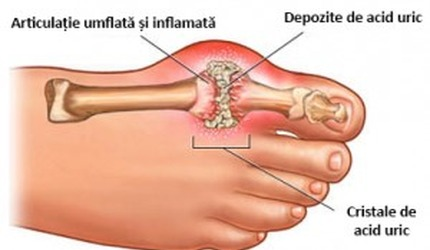 Articulație umflată și inflamată
Depozite de acid uric
Cristale de
acid uric